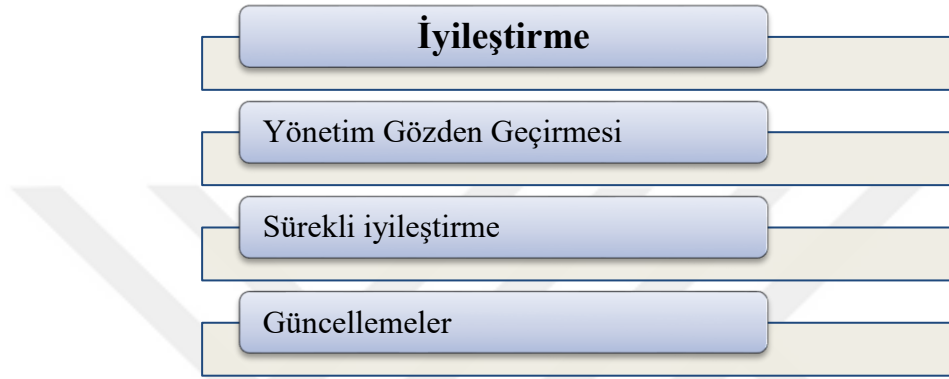 İyileştirme
Yönetim Gözden Geçirmesi
Sürekli iyileştirme
Güncellemeler